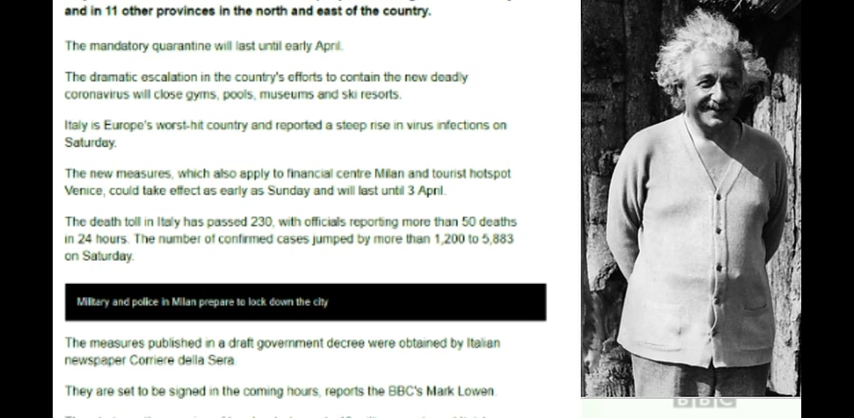 and in 11 other provinces in the north and east of the country.
The mandatory quarantine will last until early April.
The dramatic escalation in the country's efforts to contain the new deadly
coronavirus will close gyms, pools, museums and ski resorts.
Italy is Europe's worst-hit country and reported a steep rise in virus infections on
Saturday.
The new measures, which also apply to financial centre Milan and tourist hotspot
Venice, could take effect as early as Sunday and will last until 3 April.
The death toll in Italy has passed 230, with officials reporting more than 50 deaths
in 24 hours. The number of confirmed cases jumped by more than 1,200 to 5,883
on Saturday.
Military and police in Milan prepare to lock down the city
The measures published in a draft government decree were obtained by Italian
newspaper Corriere della Sera.
They are set to be signed in the coming hours, reports the BBC's Mark Lowen.
BBC